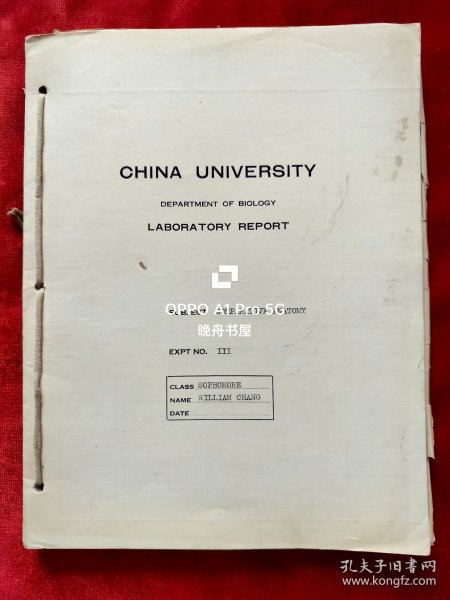 CHINA UNIVERSITY
DEPARTMENT OF BIOLOGY
LABORATORY REPORT
OPPO A1 Pro 5G
SUBJECT
晚舟书屋
EXPT NO. III
CLASS SOPHOMORE
NAME WILLIAM CHANG
DATE
孔夫子旧书网
www.kongfz.com